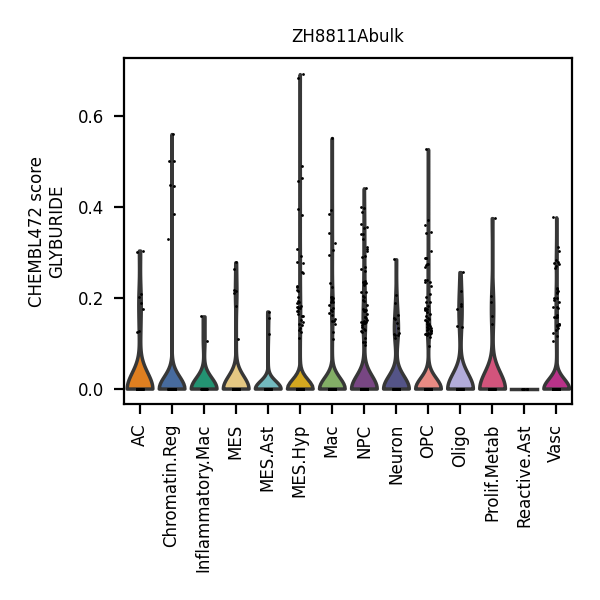 ZH8811Abulk
CHEMBL472 score
GLYBURIDE
0.6
0.4
0.2
0.0
AC
Chromatin.Reg
Inflammatory.Mac
MES
MES.Ast
MES.Hyp
Mac
NPC
Neuron
OPC
Oligo
Prolif.Metab
Reactive.Ast
Vasc